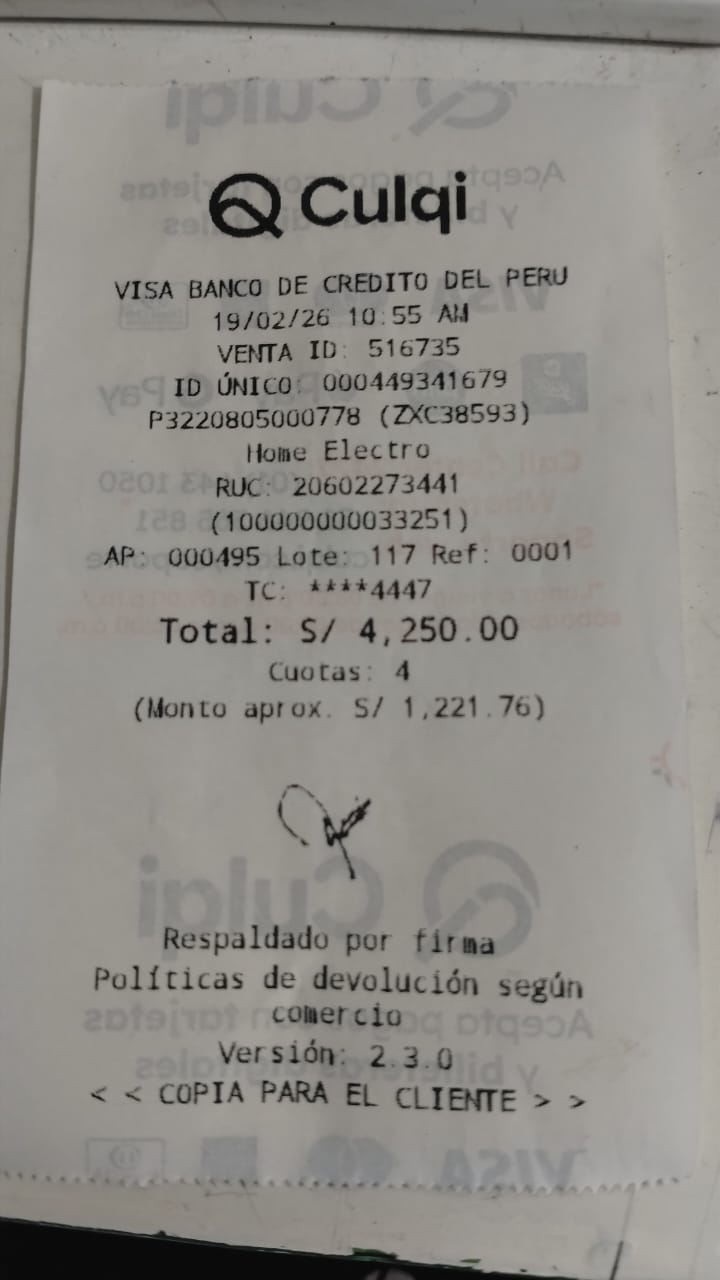 Culqi
VISA BANCO DE CREDITO DEL PERU
19/02/26 10:55 AM
VENTA ID: 516735
ID ÚNICO: 000449341679
P3220805000778 (ZXC38593)
Home Electro
RUC: 20602273441
(100000000033251)
AP: 000495 Lote: 117 Ref: 0001
TC: ****4447
Total: S/ 4,250.00
Cuotas: 4
(Monto aprox. S/ 1,221.76)
Respaldado por firma
Políticas de devolución según
comercio
Versión: 2.3.0
< < COPIA PARA EL CLIENTE > >